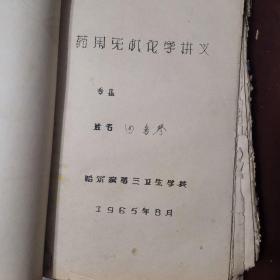 药用无机化学讲义
专业
姓名
哈尔滨第三卫生学校
1965年8月